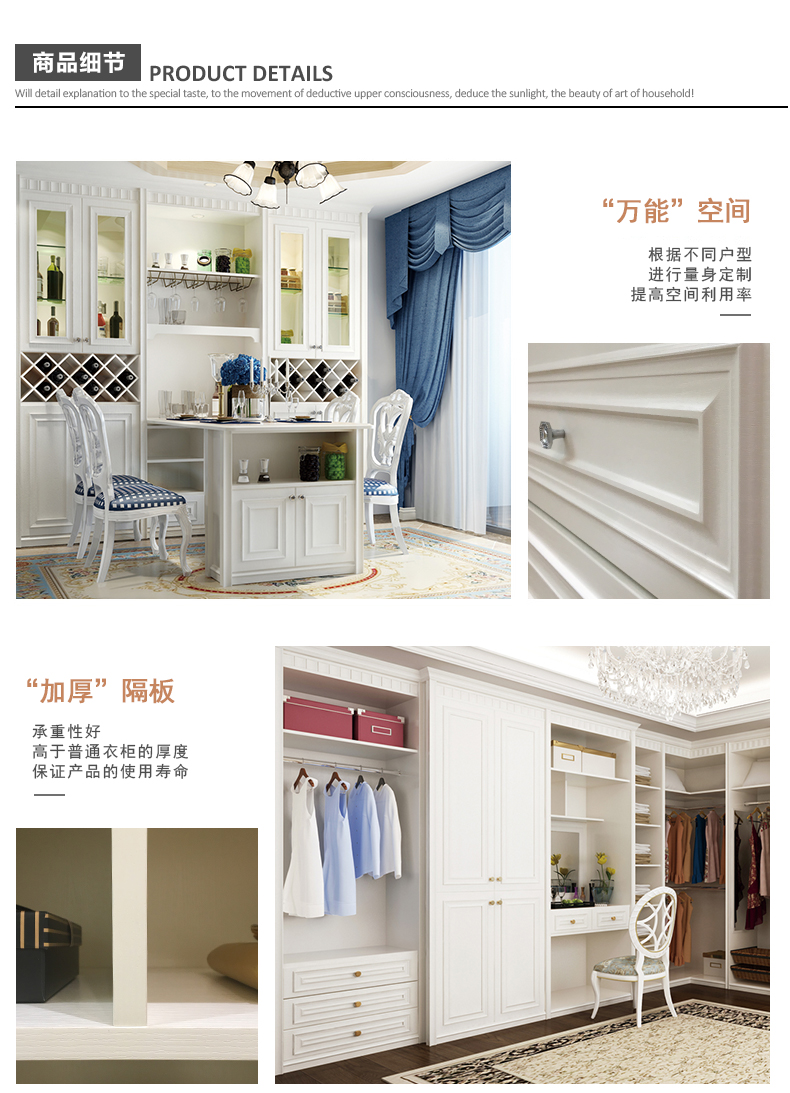 商品细节 PRODUCT DETAILS
Will detail explanation to the special taste, to the movement of deductive upper consciousness, deduce the sunlight, the beauty of art of household!
“万能”空间
根据不同户型
进行量身定制
提高空间利用率
“加厚”隔板
承重性好
高于普通衣柜的厚度
保证产品的使用寿命